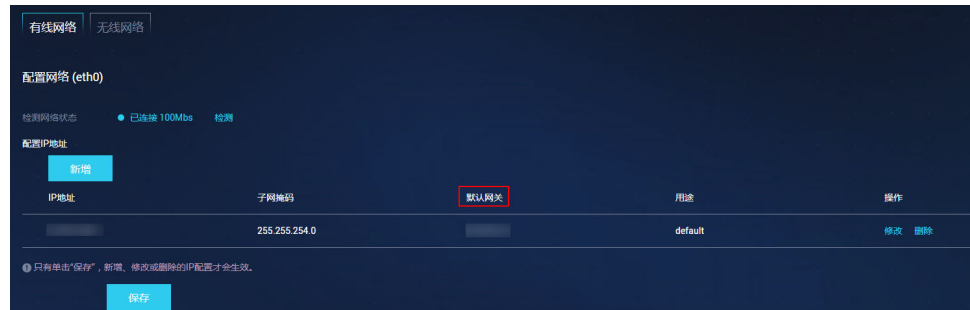 有线网络 无线网络
配置网络 (eth0)
检测网络状态 已连接 100Mbs 检测
配置IP地址
新增
IP地址 子网掩码 默认网关 用途 操作
255.255.254.0 default 修改 删除
只有单击“保存”，新增、修改或删除的IP配置才会生效。
保存